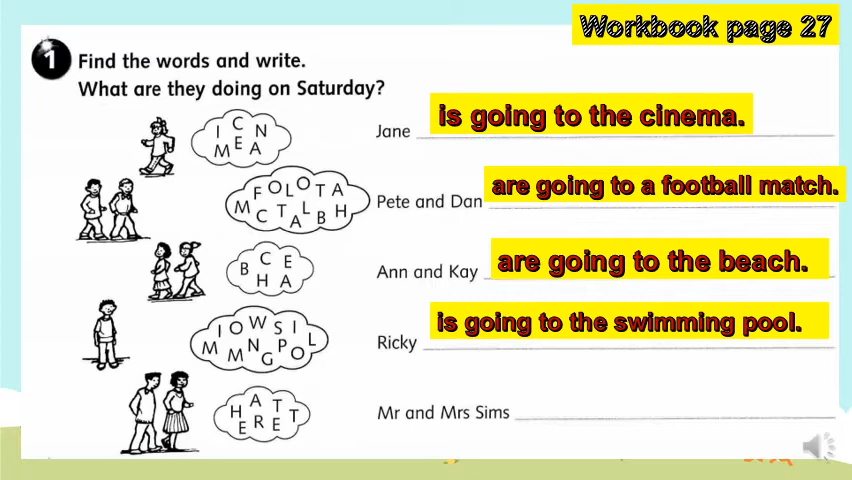 Workbook page 27
1 Find the words and write.
What are they doing on Saturday?
I C N
M E A
Jane is going to the cinema.
F O L O T A
M C T A L B H
Pete and Dan are going to a football match.
B C E
H A
Ann and Kay are going to the beach.
I O W S I
M M N G P O L
Ricky is going to the swimming pool.
H A T
E R E T
Mr and Mrs Sims